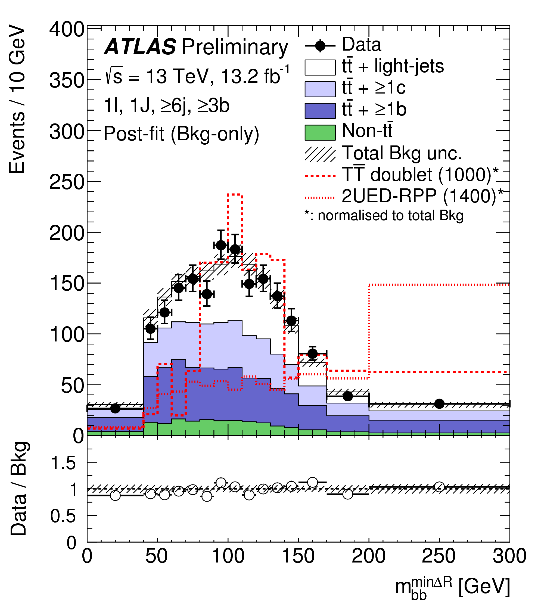 ATLAS Preliminary
√s = 13 TeV, 13.2 fb⁻¹
1l, 1J, ≥6j, ≥3b
Post-fit (Bkg-only)
Data
tt̄ + light-jets
tt̄ + ≥1c
tt̄ + ≥1b
Non-tt̄
Total Bkg unc.
TT̄ doublet (1000)*
2UED-RPP (1400)*
*: normalised to total Bkg
Events / 10 GeV
400
350
300
250
200
150
100
50
0
Data / Bkg
1.5
1
0.5
0
0 50 100 150 200 250 300
m_bb^minΔR [GeV]